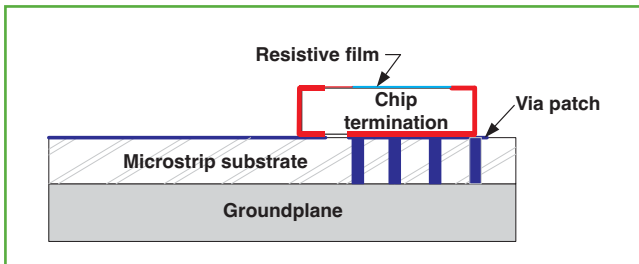 Resistive film
Chip
termination
Via patch
Microstrip substrate
Groundplane